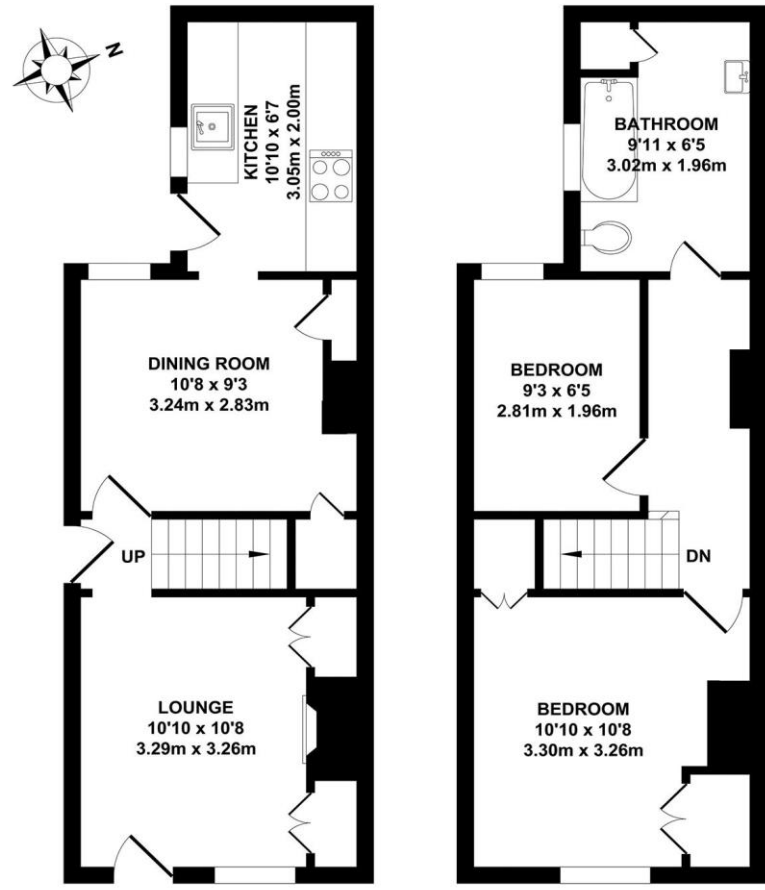 N
KITCHEN
10'10 x 6'7
3.05m x 2.00m
DINING ROOM
10'8 x 9'3
3.24m x 2.83m
UP
LOUNGE
10'10 x 10'8
3.29m x 3.26m
BATHROOM
9'11 x 6'5
3.02m x 1.96m
BEDROOM
9'3 x 6'5
2.81m x 1.96m
DN
BEDROOM
10'10 x 10'8
3.30m x 3.26m